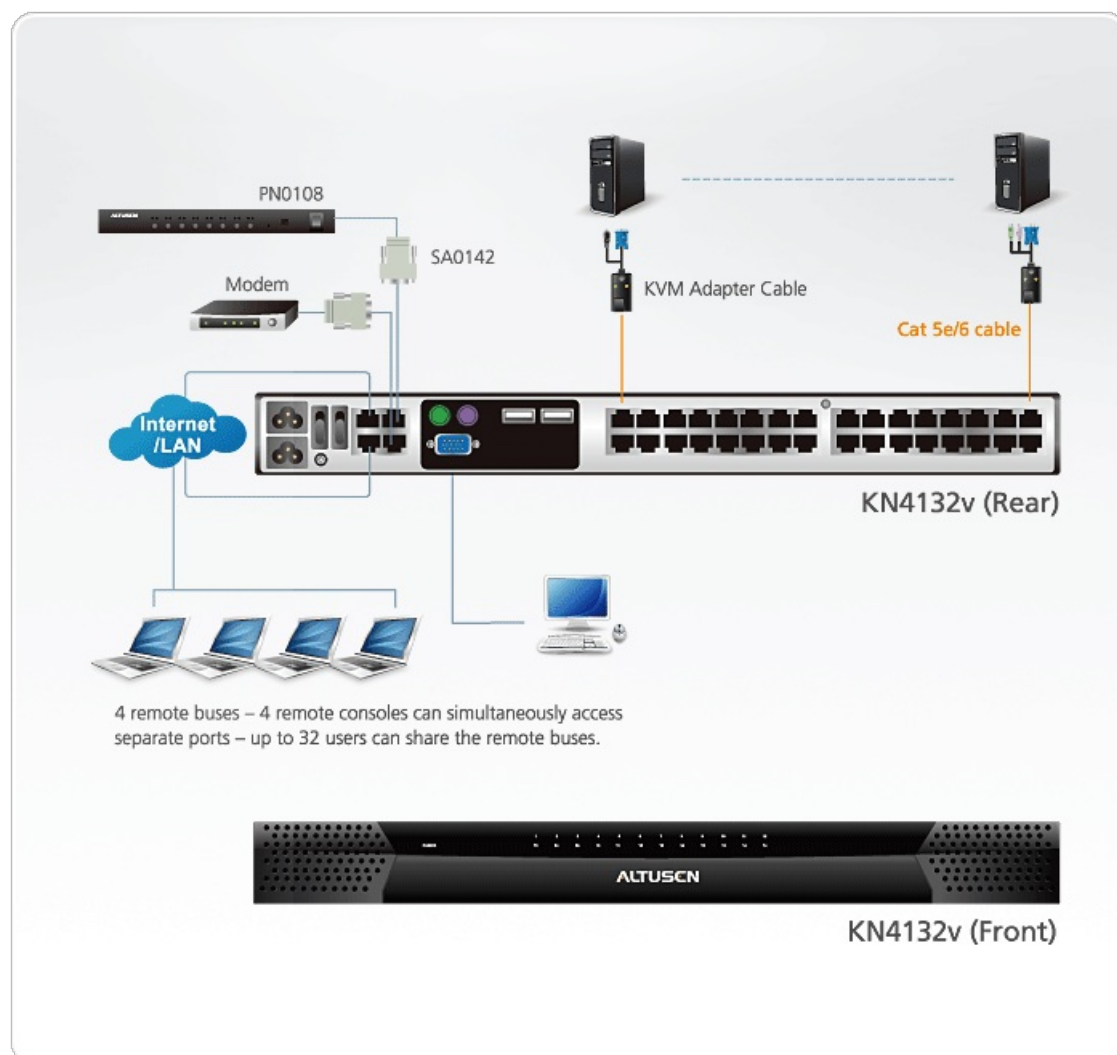 PN0108
ALTUSEN
SA0142
Modem
KVM Adapter Cable
Cat 5e/6 cable
Internet
/LAN
KN4132v (Rear)
4 remote buses – 4 remote consoles can simultaneously access
separate ports – up to 32 users can share the remote buses.
ALTUSEN
KN4132v (Front)